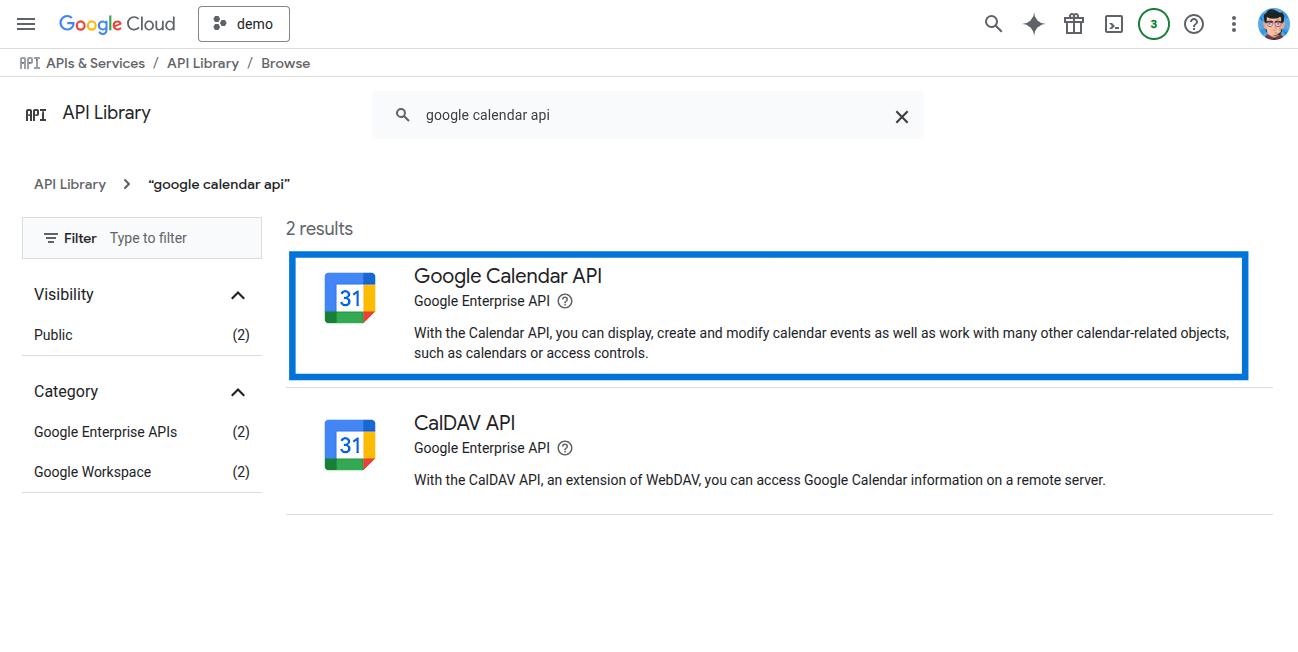 Google Cloud
demo
3
API APIs & Services / API Library / Browse
API API Library
google calendar api
API Library
“google calendar api”
Filter Type to filter
2 results
Visibility
Public (2)
Category
Google Enterprise APIs (2)
Google Workspace (2)
31
Google Calendar API
Google Enterprise API ?
With the Calendar API, you can display, create and modify calendar events as well as work with many other calendar-related objects,
such as calendars or access controls.
31
CalDAV API
Google Enterprise API ?
With the CalDAV API, an extension of WebDAV, you can access Google Calendar information on a remote server.